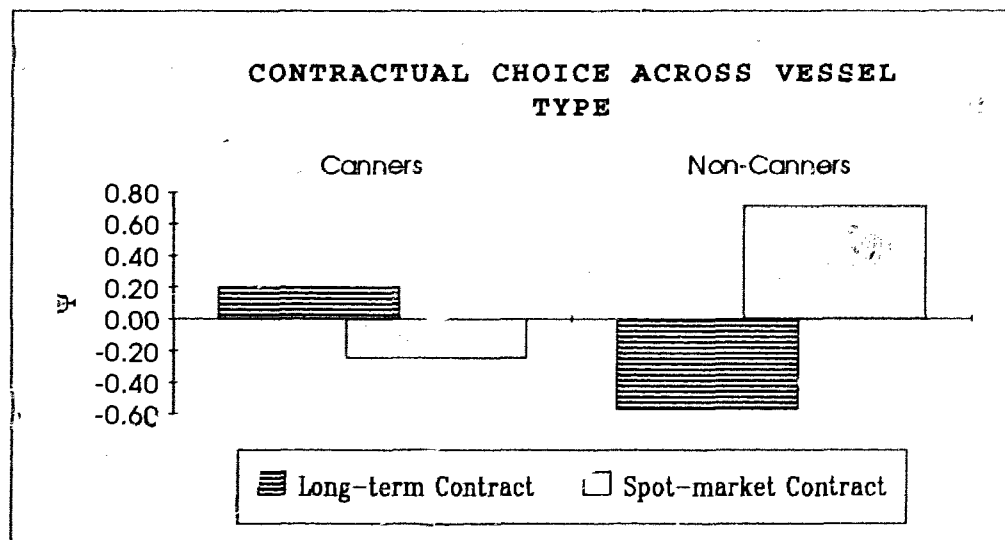 CONTRACTUAL CHOICE ACROSS VESSEL
TYPE
Canners Non-Canners
0.80
0.60
0.40
0.20
0.00
-0.20
-0.40
-0.60
Ψ
Long-term Contract Spot-market Contract